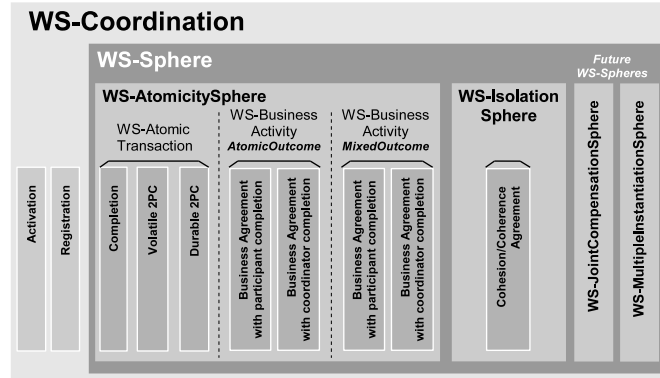 WS-Coordination
WS-Sphere
Future
WS-Spheres
WS-AtomicitySphere
WS-Atomic
Transaction
WS-Business
Activity
AtomicOutcome
WS-Business
Activity
MixedOutcome
WS-Isolation
Sphere
Activation
Registration
Completion
Volatile 2PC
Durable 2PC
Business Agreement
with participant completion
Business Agreement
with coordinator completion
Business Agreement
with participant completion
Business Agreement
with coordinator completion
Cohesion/Coherence
Agreement
WS-JointCompensationSphere
WS-MultipleInstantiationSphere